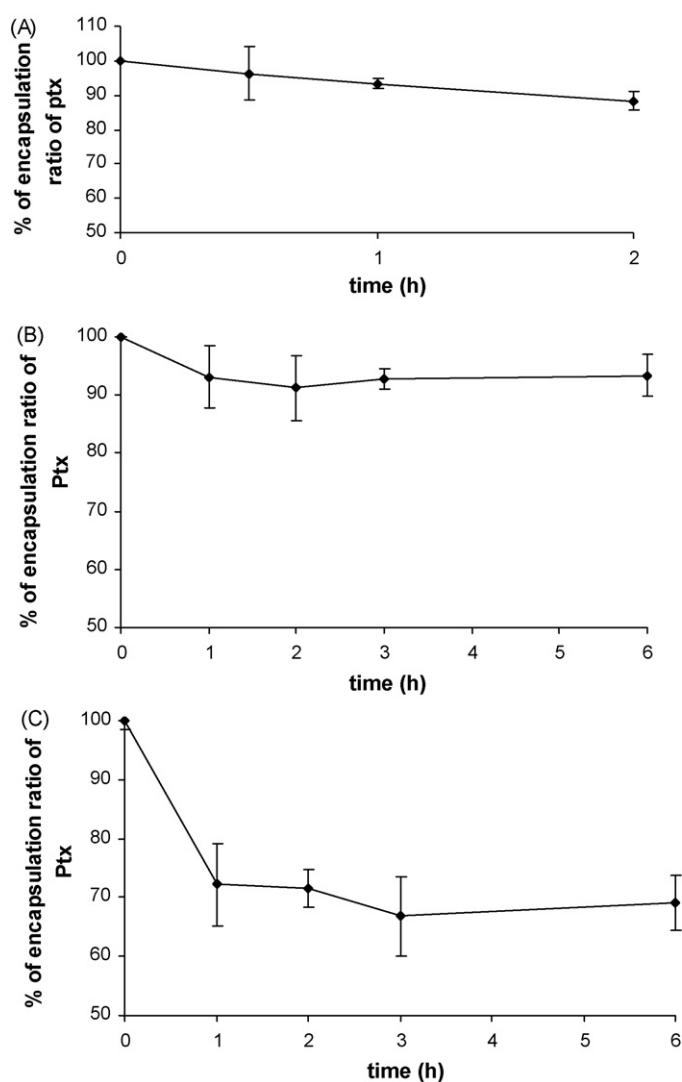 (A)
% of encapsulation
ratio of ptx
110
100
90
80
70
60
50
0 1 2
time (h)
(B)
% of encapsulation ratio of
Ptx
100
90
80
70
60
50
0 1 2 3 4 5 6
time (h)
(C)
% of encapsulation ratio of
Ptx
100
90
80
70
60
50
0 1 2 3 4 5 6
time (h)